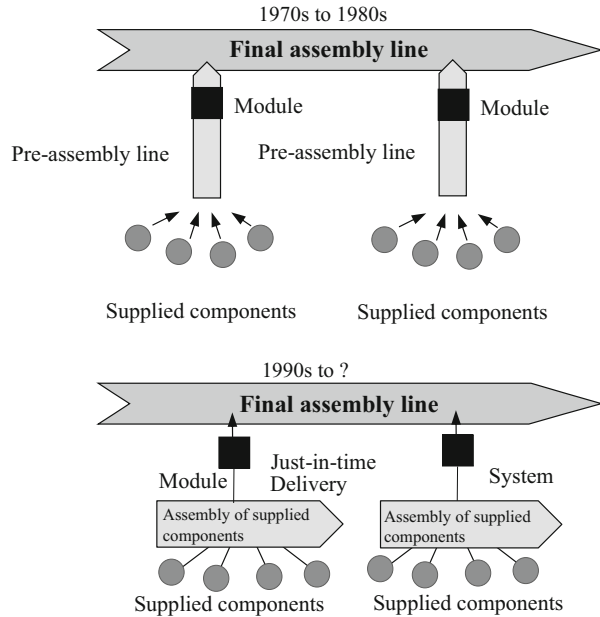 1970s to 1980s
Final assembly line
Module
Module
Pre-assembly line
Pre-assembly line
Supplied components
Supplied components
1990s to ?
Final assembly line
Module
Just-in-time
Delivery
System
Assembly of supplied
components
Assembly of supplied
components
Supplied components
Supplied components